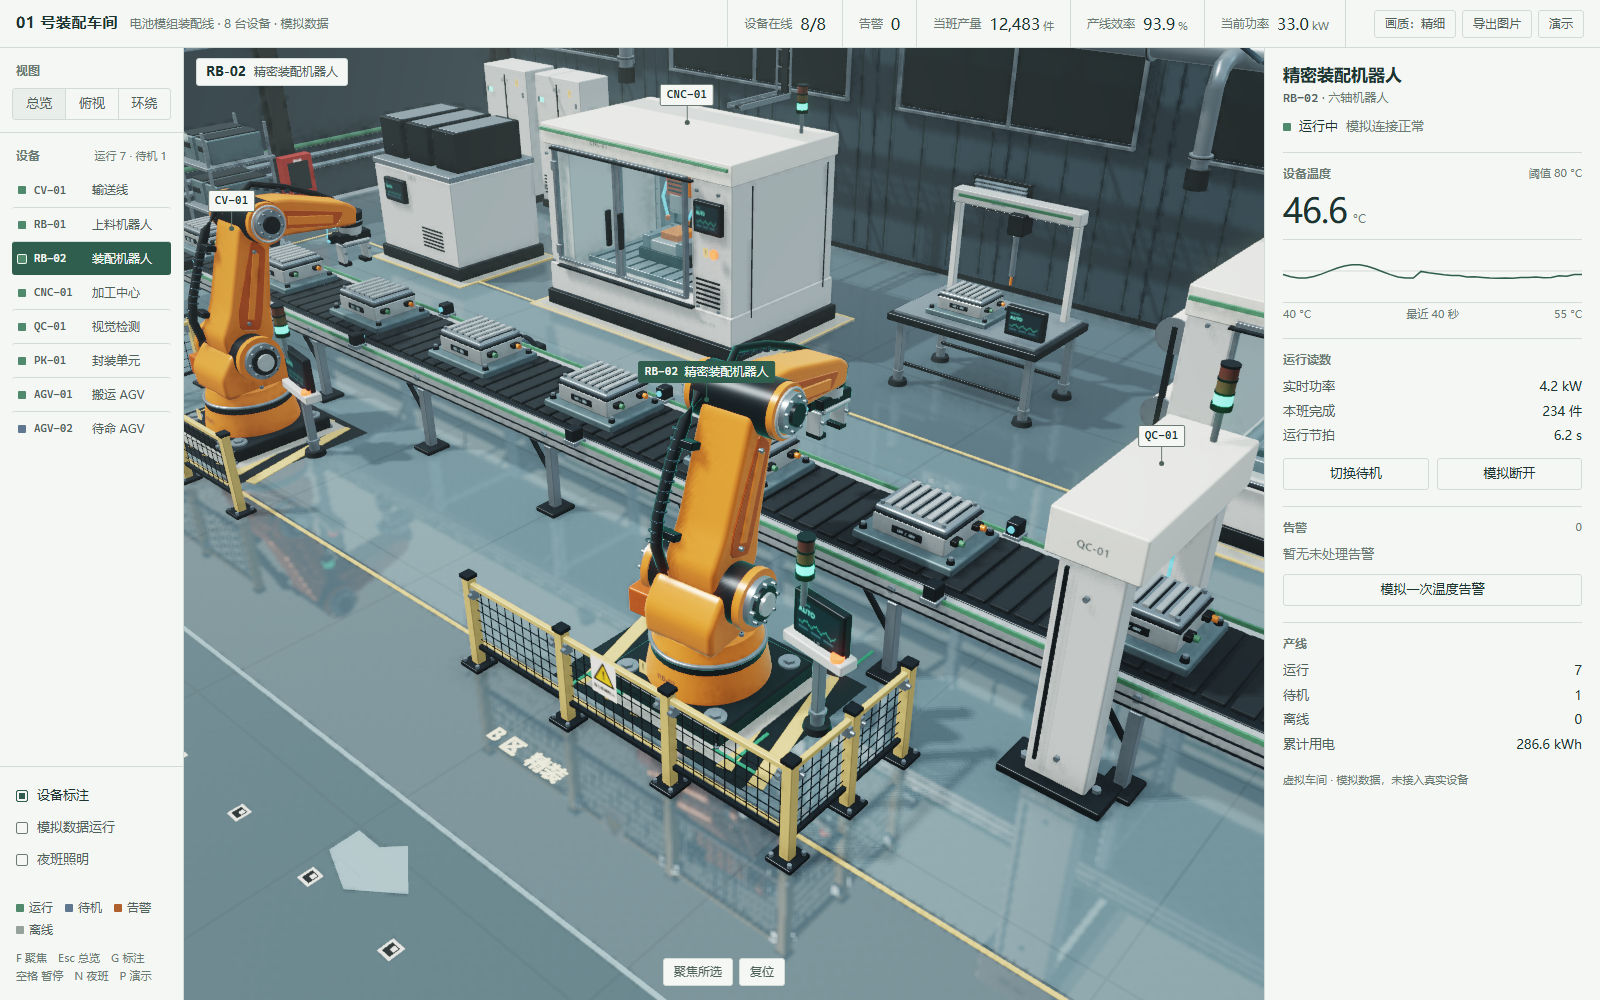 01 号装配车间 电池模组装配线 · 8 台设备 · 模拟数据
设备在线 8/8
告警 0
当班产量 12,483 件
产线效率 93.9 %
当前功率 33.0 kW
画质：精细
导出图片
演示
视图
总览 俯视 环绕
设备 运行 7 · 待机 1
CV-01 输送线
RB-01 上料机器人
RB-02 装配机器人
CNC-01 加工中心
QC-01 视觉检测
PK-01 封装单元
AGV-01 搬运 AGV
AGV-02 待命 AGV
设备标注
模拟数据运行
夜班照明
运行 待机 告警
离线
F 聚焦 Esc 总览 G 标注
空格 暂停 N 夜班 P 演示
RB-02 精密装配机器人
CNC-01
CV-01
RB-02 精密装配机器人
QC-01
QC-01
AUTO
AUTO
AUTO
B区 精装
聚焦所选 复位
精密装配机器人
RB-02 · 六轴机器人
运行中 模拟连接正常
设备温度 阈值 80 °C
46.6 °C
40 °C 最近 40 秒 55 °C
运行读数
实时功率 4.2 kW
本班完成 234 件
运行节拍 6.2 s
切换待机 模拟断开
告警 0
暂无未处理告警
模拟一次温度告警
产线
运行 7
待机 1
离线 0
累计用电 286.6 kWh
虚拟车间 · 模拟数据，未接入真实设备